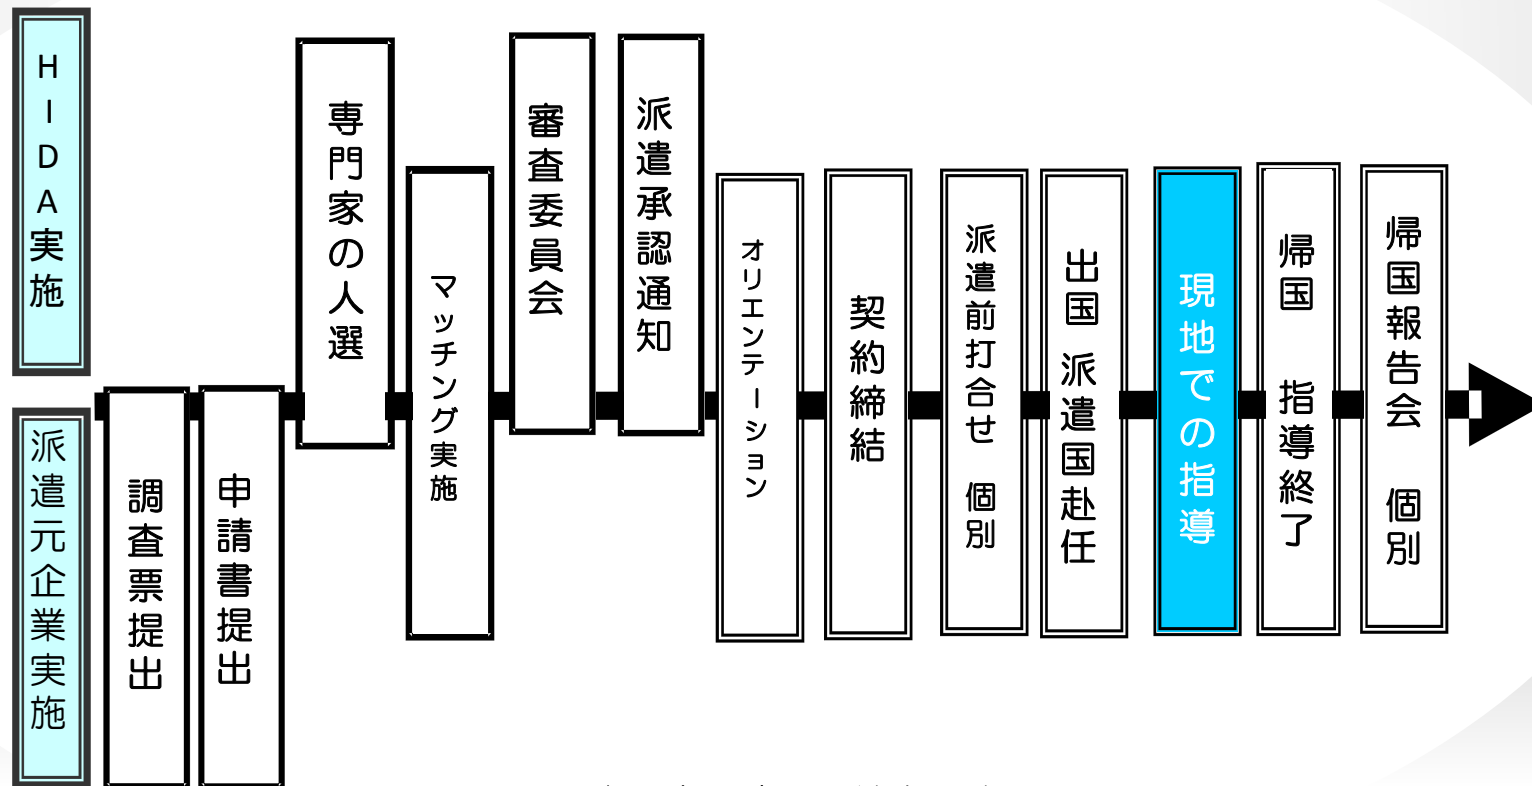 HIDA実施
派遣元企業実施
調査票提出
申請書提出
専門家の人選
マッチング実施
審査委員会
派遣承認通知
オリエンテーション
契約締結
派遣前打合せ 個別
出国 派遣国赴任
現地での指導
帰国 指導終了
帰国報告会 個別